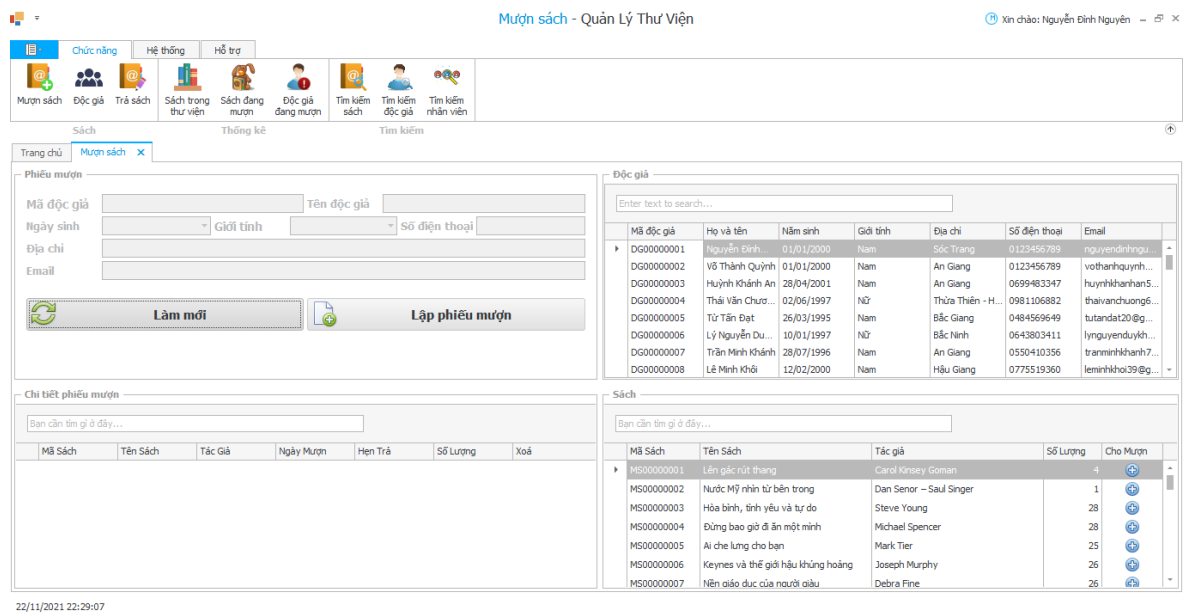 Mượn sách - Quản Lý Thư Viện
Xin chào: Nguyễn Đình Nguyên
Chức năng Hệ thống Hỗ trợ
Mượn sách Độc giả Trả sách Sách trong thư viện Sách đang mượn Độc giả đang mượn Tìm kiếm sách Tìm kiếm độc giả Tìm kiếm nhân viên
Sách Thống kê Tìm kiếm
Trang chủ Mượn sách
Phiếu mượn
Mã độc giả Tên độc giả
Ngày sinh Giới tính Số điện thoại
Địa chỉ
Email
Làm mới Lập phiếu mượn
Độc giả
Enter text to search...
Mã độc giả Họ và tên Năm sinh Giới tính Địa chỉ Số điện thoại Email
DG00000001 Nguyễn Đình... 01/01/2000 Nam Sóc Trang 0123456789 nguyendinhngu...
DG00000002 Võ Thành Quỳnh 01/01/2000 Nam An Giang 0123456789 vothanhquynh...
DG00000003 Huỳnh Khánh An 28/04/2001 Nam An Giang 0699483347 huynhkhanhan5...
DG00000004 Thái Văn Chươ... 02/06/1997 Nữ Thừa Thiên - H... 0981106882 thaivanchuong6...
DG00000005 Từ Tấn Đạt 26/03/1995 Nam Bắc Giang 0484569649 tutandat20@g...
DG00000006 Lý Nguyễn Du... 10/01/1997 Nữ Bắc Ninh 0643803411 lynguyenduykh...
DG00000007 Trần Minh Khánh 28/07/1996 Nam An Giang 0550410356 tranminhkhanh7...
DG00000008 Lê Minh Khôi 12/02/2000 Nam Hậu Giang 0775519360 leminhkhoi39@g...
Chi tiết phiếu mượn
Bạn cần tìm gì ở đây...
Mã Sách Tên Sách Tác Giả Ngày Mượn Hẹn Trả Số Lượng Xoá
Sách
Bạn cần tìm gì ở đây...
Mã Sách Tên Sách Tác giả Số Lượng Cho Mượn
MS00000001 Lên gác rút thang Carol Kinsey Goman 4
MS00000002 Nước Mỹ nhìn từ bên trong Dan Senor – Saul Singer 1
MS00000003 Hòa bình, tình yêu và tự do Steve Young 28
MS00000004 Đừng bao giờ đi ăn một mình Michael Spencer 28
MS00000005 Ai che lưng cho bạn Mark Tier 25
MS00000006 Keynes và thế giới hậu khủng hoảng Joseph Murphy 26
MS00000007 Nền giáo dục của người giàu Debra Fine 26
22/11/2021 22:29:07